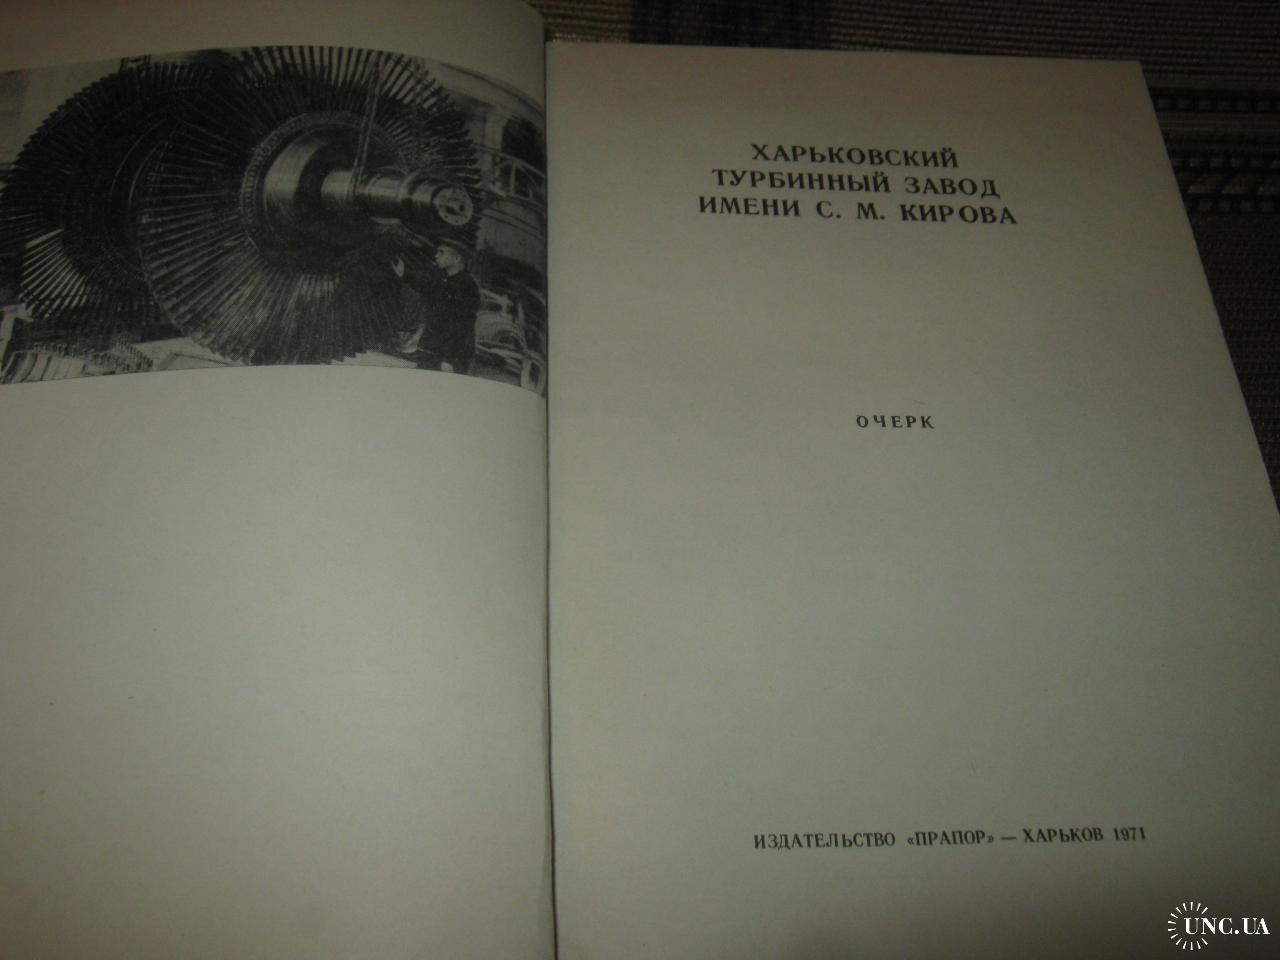 ХАРЬКОВСКИЙ
ТУРБИННЫЙ ЗАВОД
ИМЕНИ С. М. КИРОВА
ОЧЕРК
ИЗДАТЕЛЬСТВО «ПРАПОР» — ХАРЬКОВ 1971
UNC.UA